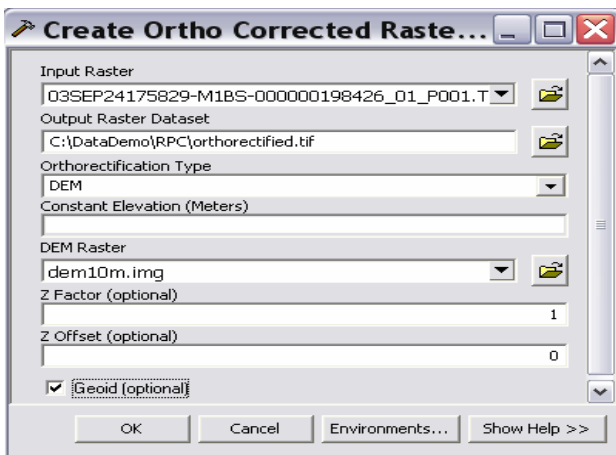 Create Ortho Corrected Raste...
Input Raster
03SEP24175829-M1BS-000000198426_01_P001.T
Output Raster Dataset
C:\DataDemo\RPC\orthorectified.tif
Orthorectification Type
DEM
Constant Elevation (Meters)
DEM Raster
dem10m.img
Z Factor (optional)
1
Z Offset (optional)
0
Geoid (optional)
OK Cancel Environments... Show Help >>